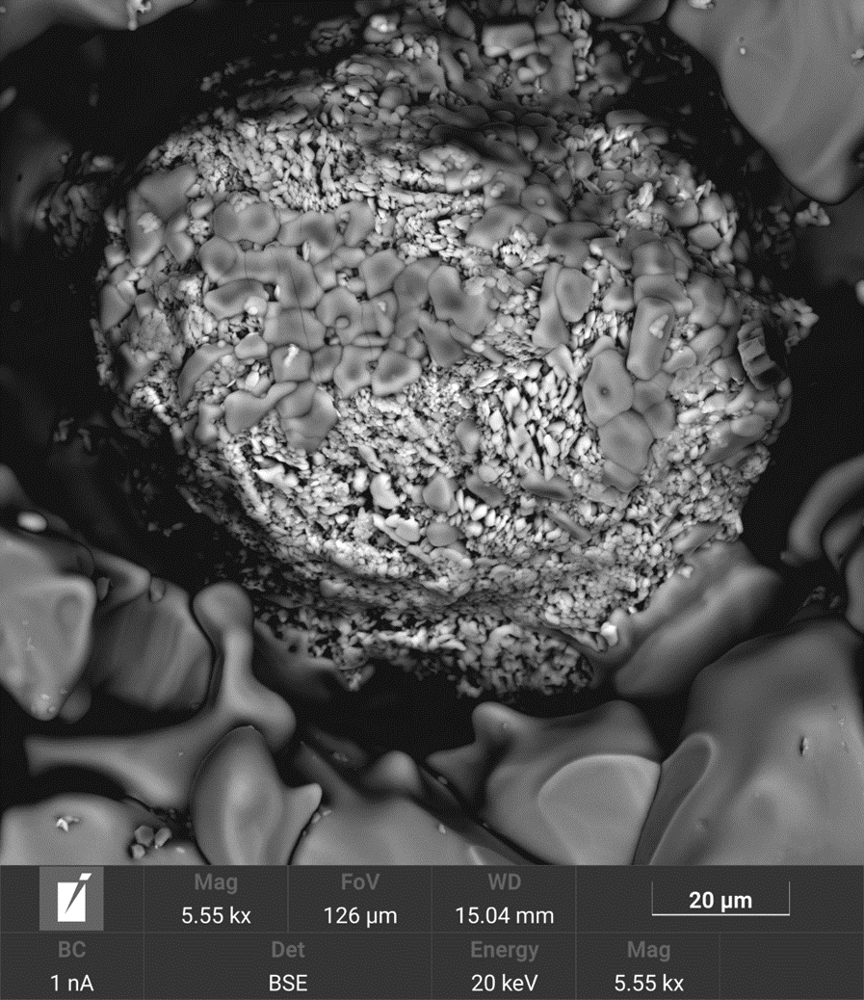 Mag FoV WD
5.55 kx 126 µm 15.04 mm 20 µm
BC Det Energy Mag
1 nA BSE 20 keV 5.55 kx